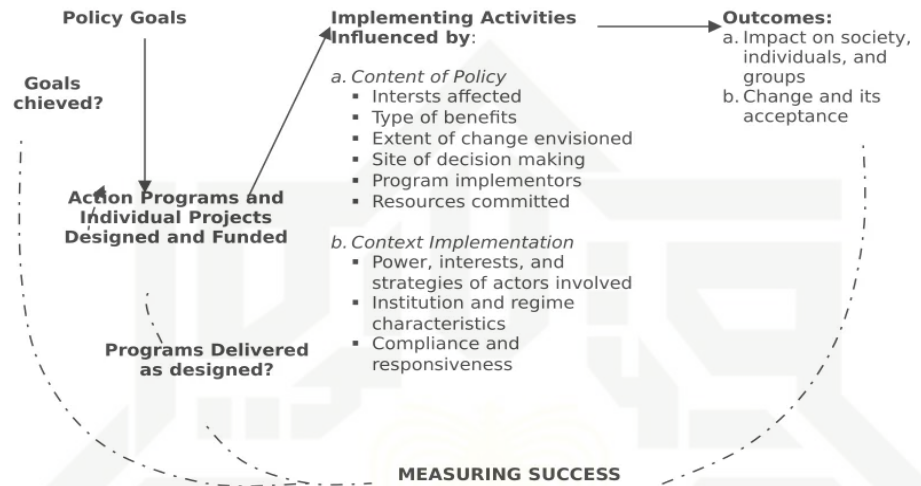 Policy Goals
Goals
chieved?
Action Programs and
Individual Projects
Designed and Funded
Programs Delivered
as designed?
Implementing Activities
Influenced by:
a. Content of Policy
▪ Intersts affected
▪ Type of benefits
▪ Extent of change envisioned
▪ Site of decision making
▪ Program implementors
▪ Resources committed
b. Context Implementation
▪ Power, interests, and
strategies of actors involved
▪ Institution and regime
characteristics
▪ Compliance and
responsiveness
Outcomes:
a. Impact on society,
individuals, and
groups
b. Change and its
acceptance
MEASURING SUCCESS